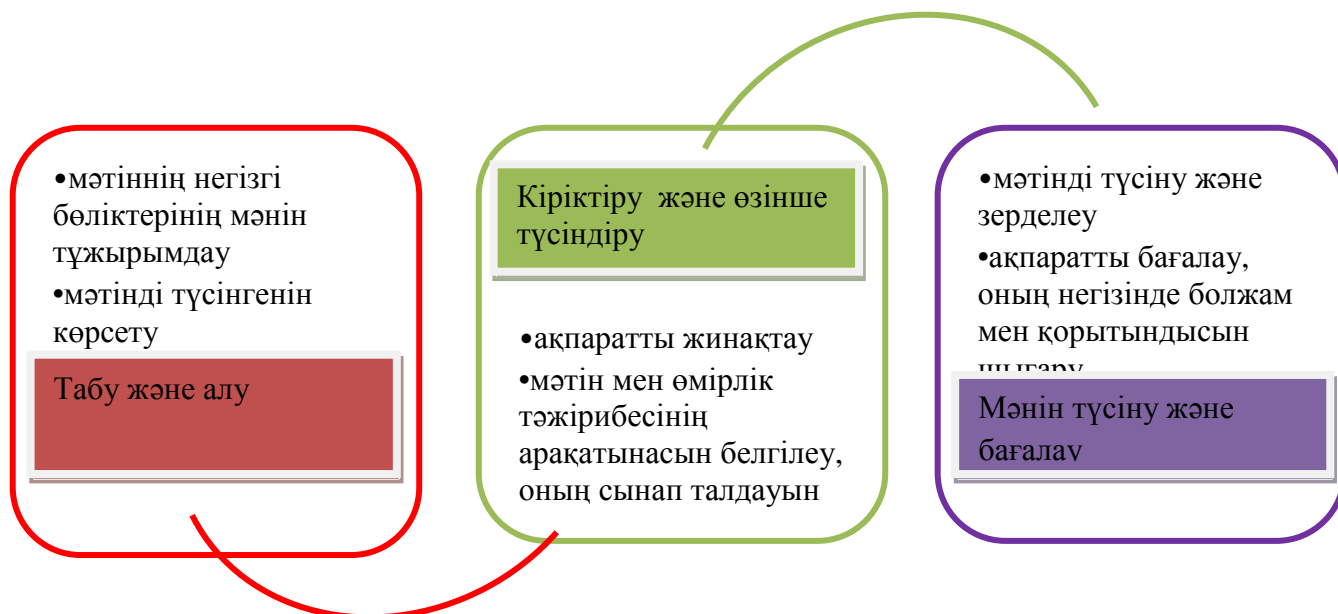 •мәтіннің негізгі
бөліктерінің мәнін
тұжырымдау
•мәтінді түсінгенін
көрсету
Табу және алу
Кіріктіру және өзінше
түсіндіру
•ақпаратты жинақтау
•мәтін мен өмірлік
тәжірибесінің
арақатынасын белгілеу,
оның сынап талдауын
•мәтінді түсіну және
зерделеу
•ақпаратты бағалау,
оның негізінде болжам
мен қорытындысын
шығару
Мәнін түсіну және
бағалау